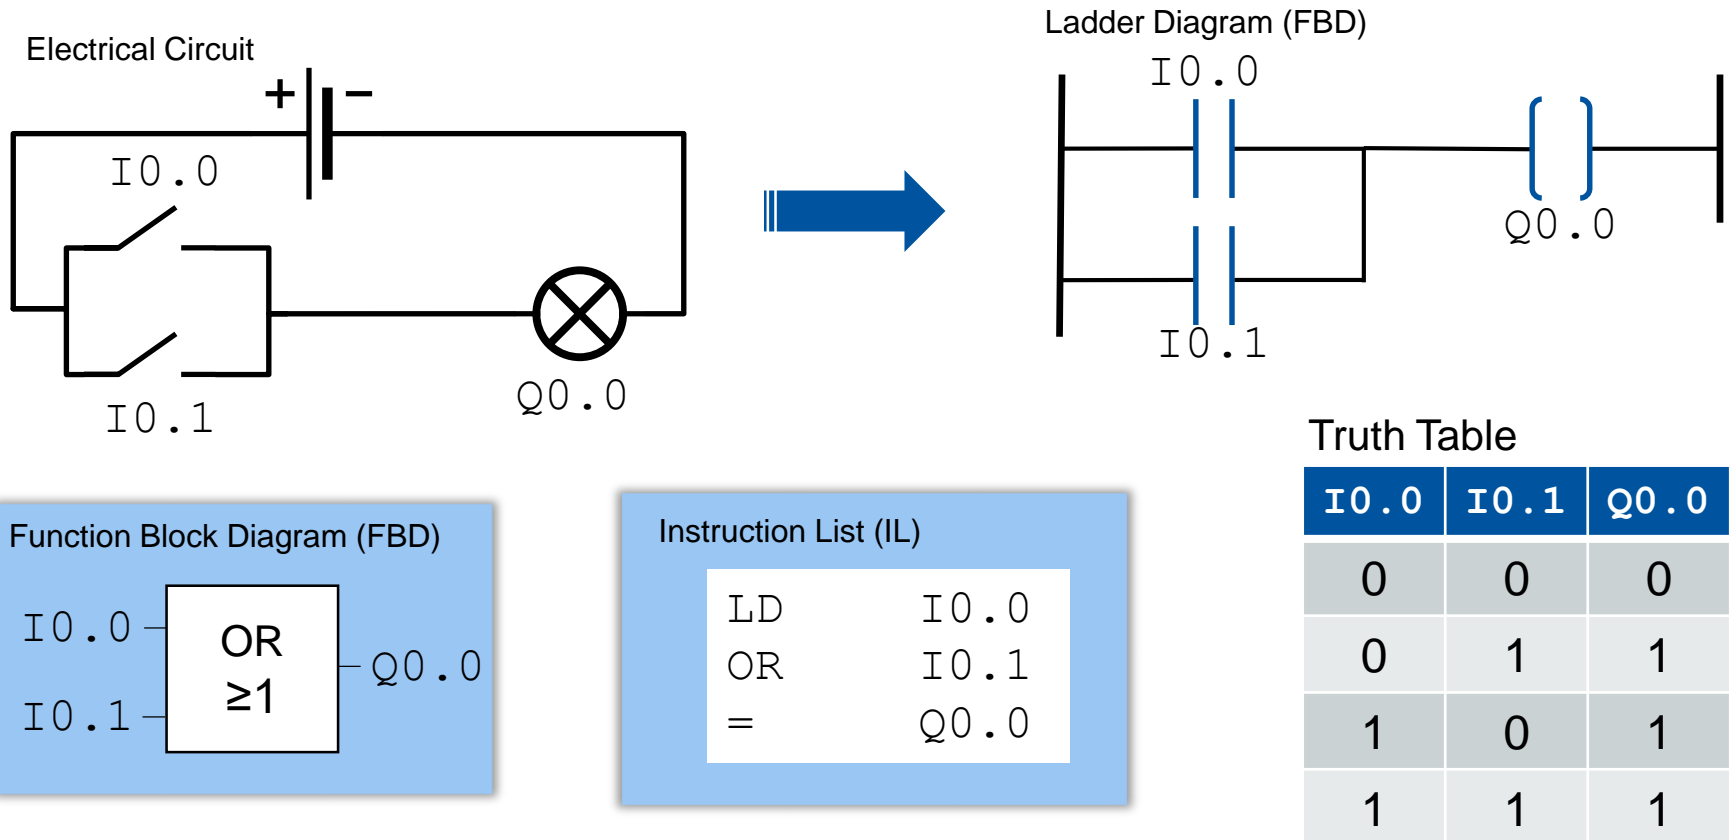 Electrical Circuit
+ −
I0.0
I0.1
Q0.0
Ladder Diagram (FBD)
I0.0
Q0.0
I0.1
Function Block Diagram (FBD)
I0.0
I0.1
OR
≥1
Q0.0
Instruction List (IL)
LD I0.0
OR I0.1
= Q0.0
Truth Table
I0.0 I0.1 Q0.0
0 0 0
0 1 1
1 0 1
1 1 1